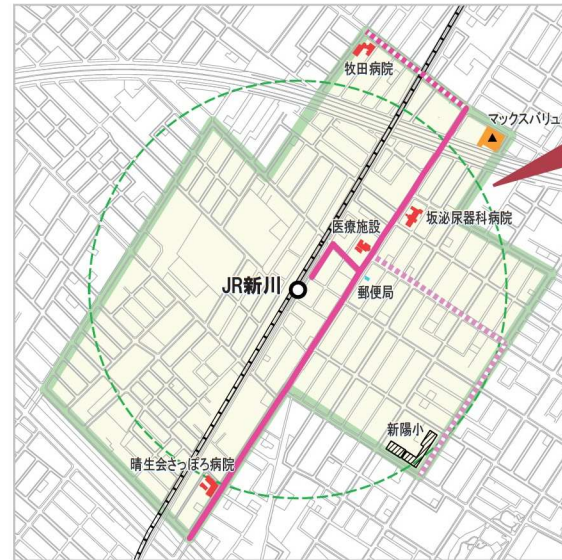 牧田病院
マックスバリュ
坂泌尿器科病院
医療施設
JR新川
郵便局
新陽小
晴生会さっぽろ病院